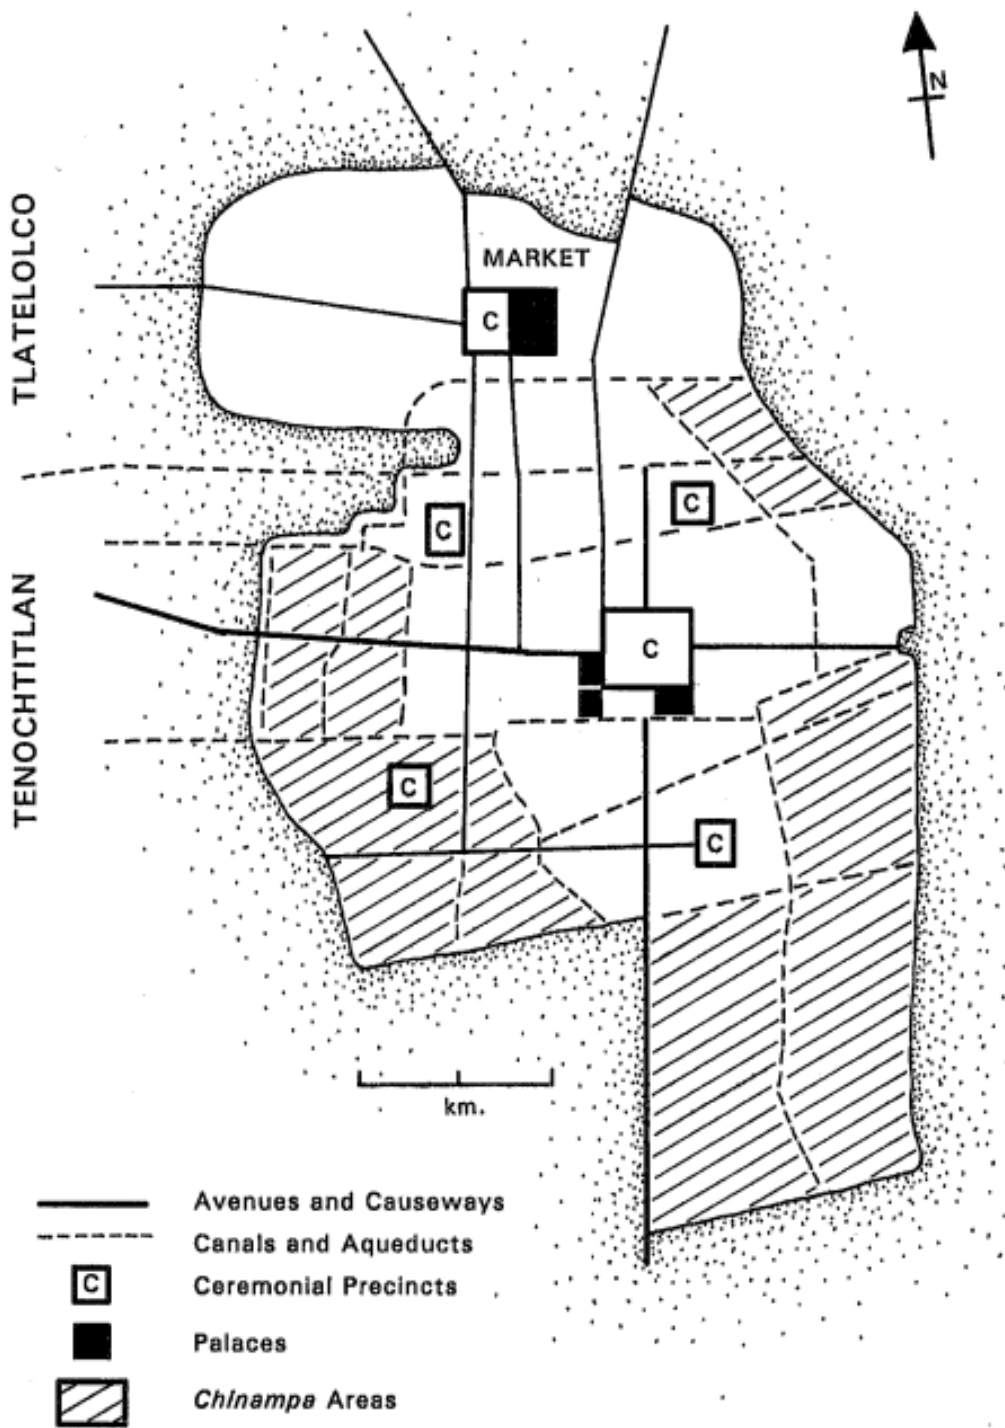 N
TLATELOLCO
MARKET
C
C
C
TENOCHTITLAN
C
C
C
km.
Avenues and Causeways
Canals and Aqueducts
C
Ceremonial Precincts
Palaces
Chinampa Areas